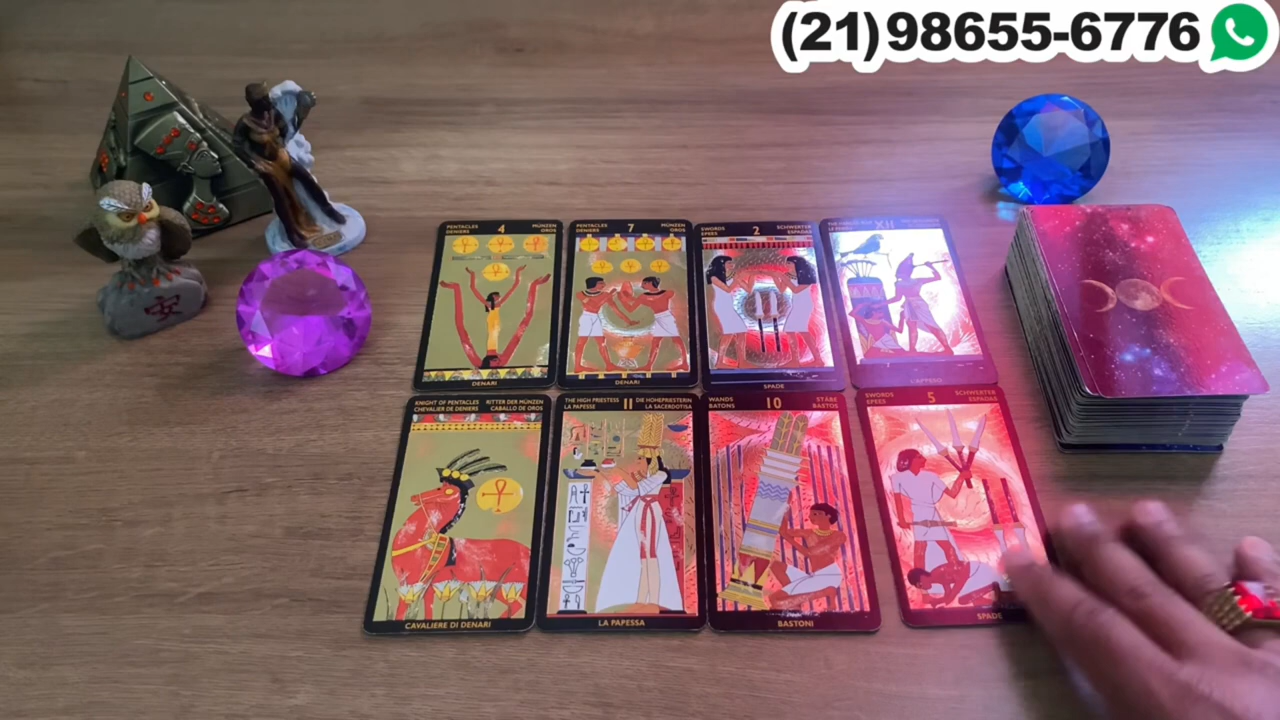 (21)98655-6776
PENTACLES 4 MÜNZEN
DENIERS OROS
DENARI
PENTACLES 7 MÜNZEN
DENIERS OROS
DENARI
SWORDS 2 SCHWERTER
EPEES ESPADAS
SPADE
XII
KNIGHT OF PENTACLES RITTER DER MÜNZEN
CHEVALIER DE DENIERS CABALLO DE OROS
CAVALIERE DI DENARI
THE HIGH PRIESTESS II DIE HOHEPRIESTERIN
LA PAPESSE LA SACERDOTISA
LA PAPESSA
WANDS 10 STÄBE
BATONS BASTOS
BASTONI
SWORDS 5 SCHWERTER
EPEES ESPADAS
SPADE